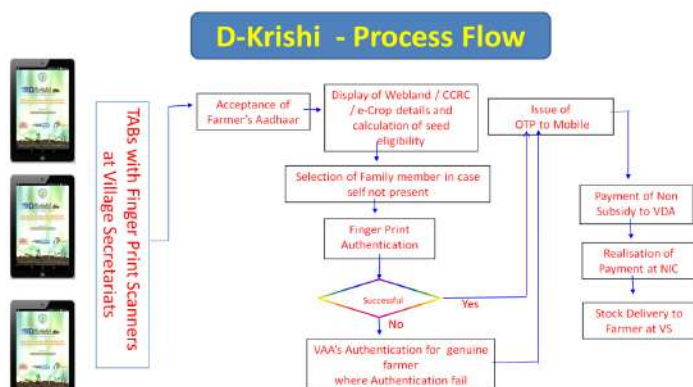 D-Krishi - Process Flow
TABs with Finger Print Scanners
at Village Secretariats
Acceptance of
Farmer's Aadhaar
Display of Webland / CCRC
/ e-Crop details and
calculation of seed
eligibility
Selection of Family member in case
self not present
Finger Print
Authentication
Successful
Yes
No
VAA's Authentication for genuine
farmer
where Authentication fail
Issue of
OTP to Mobile
Payment of Non
Subsidy to VDA
Realisation of
Payment at NIC
Stock Delivery to
Farmer at VS